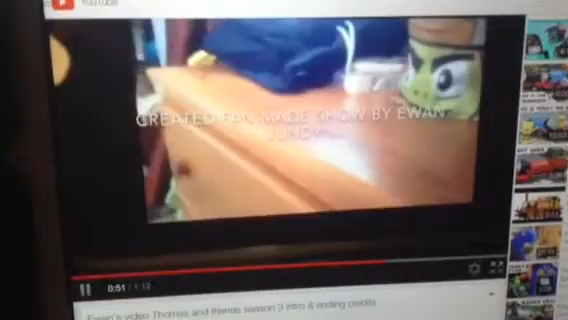 YouTube
CREATED FAN MADE SHOW BY EWAN
0:51 / 1:12
Ewan's video Thomas and friends season 3 intro & ending credits